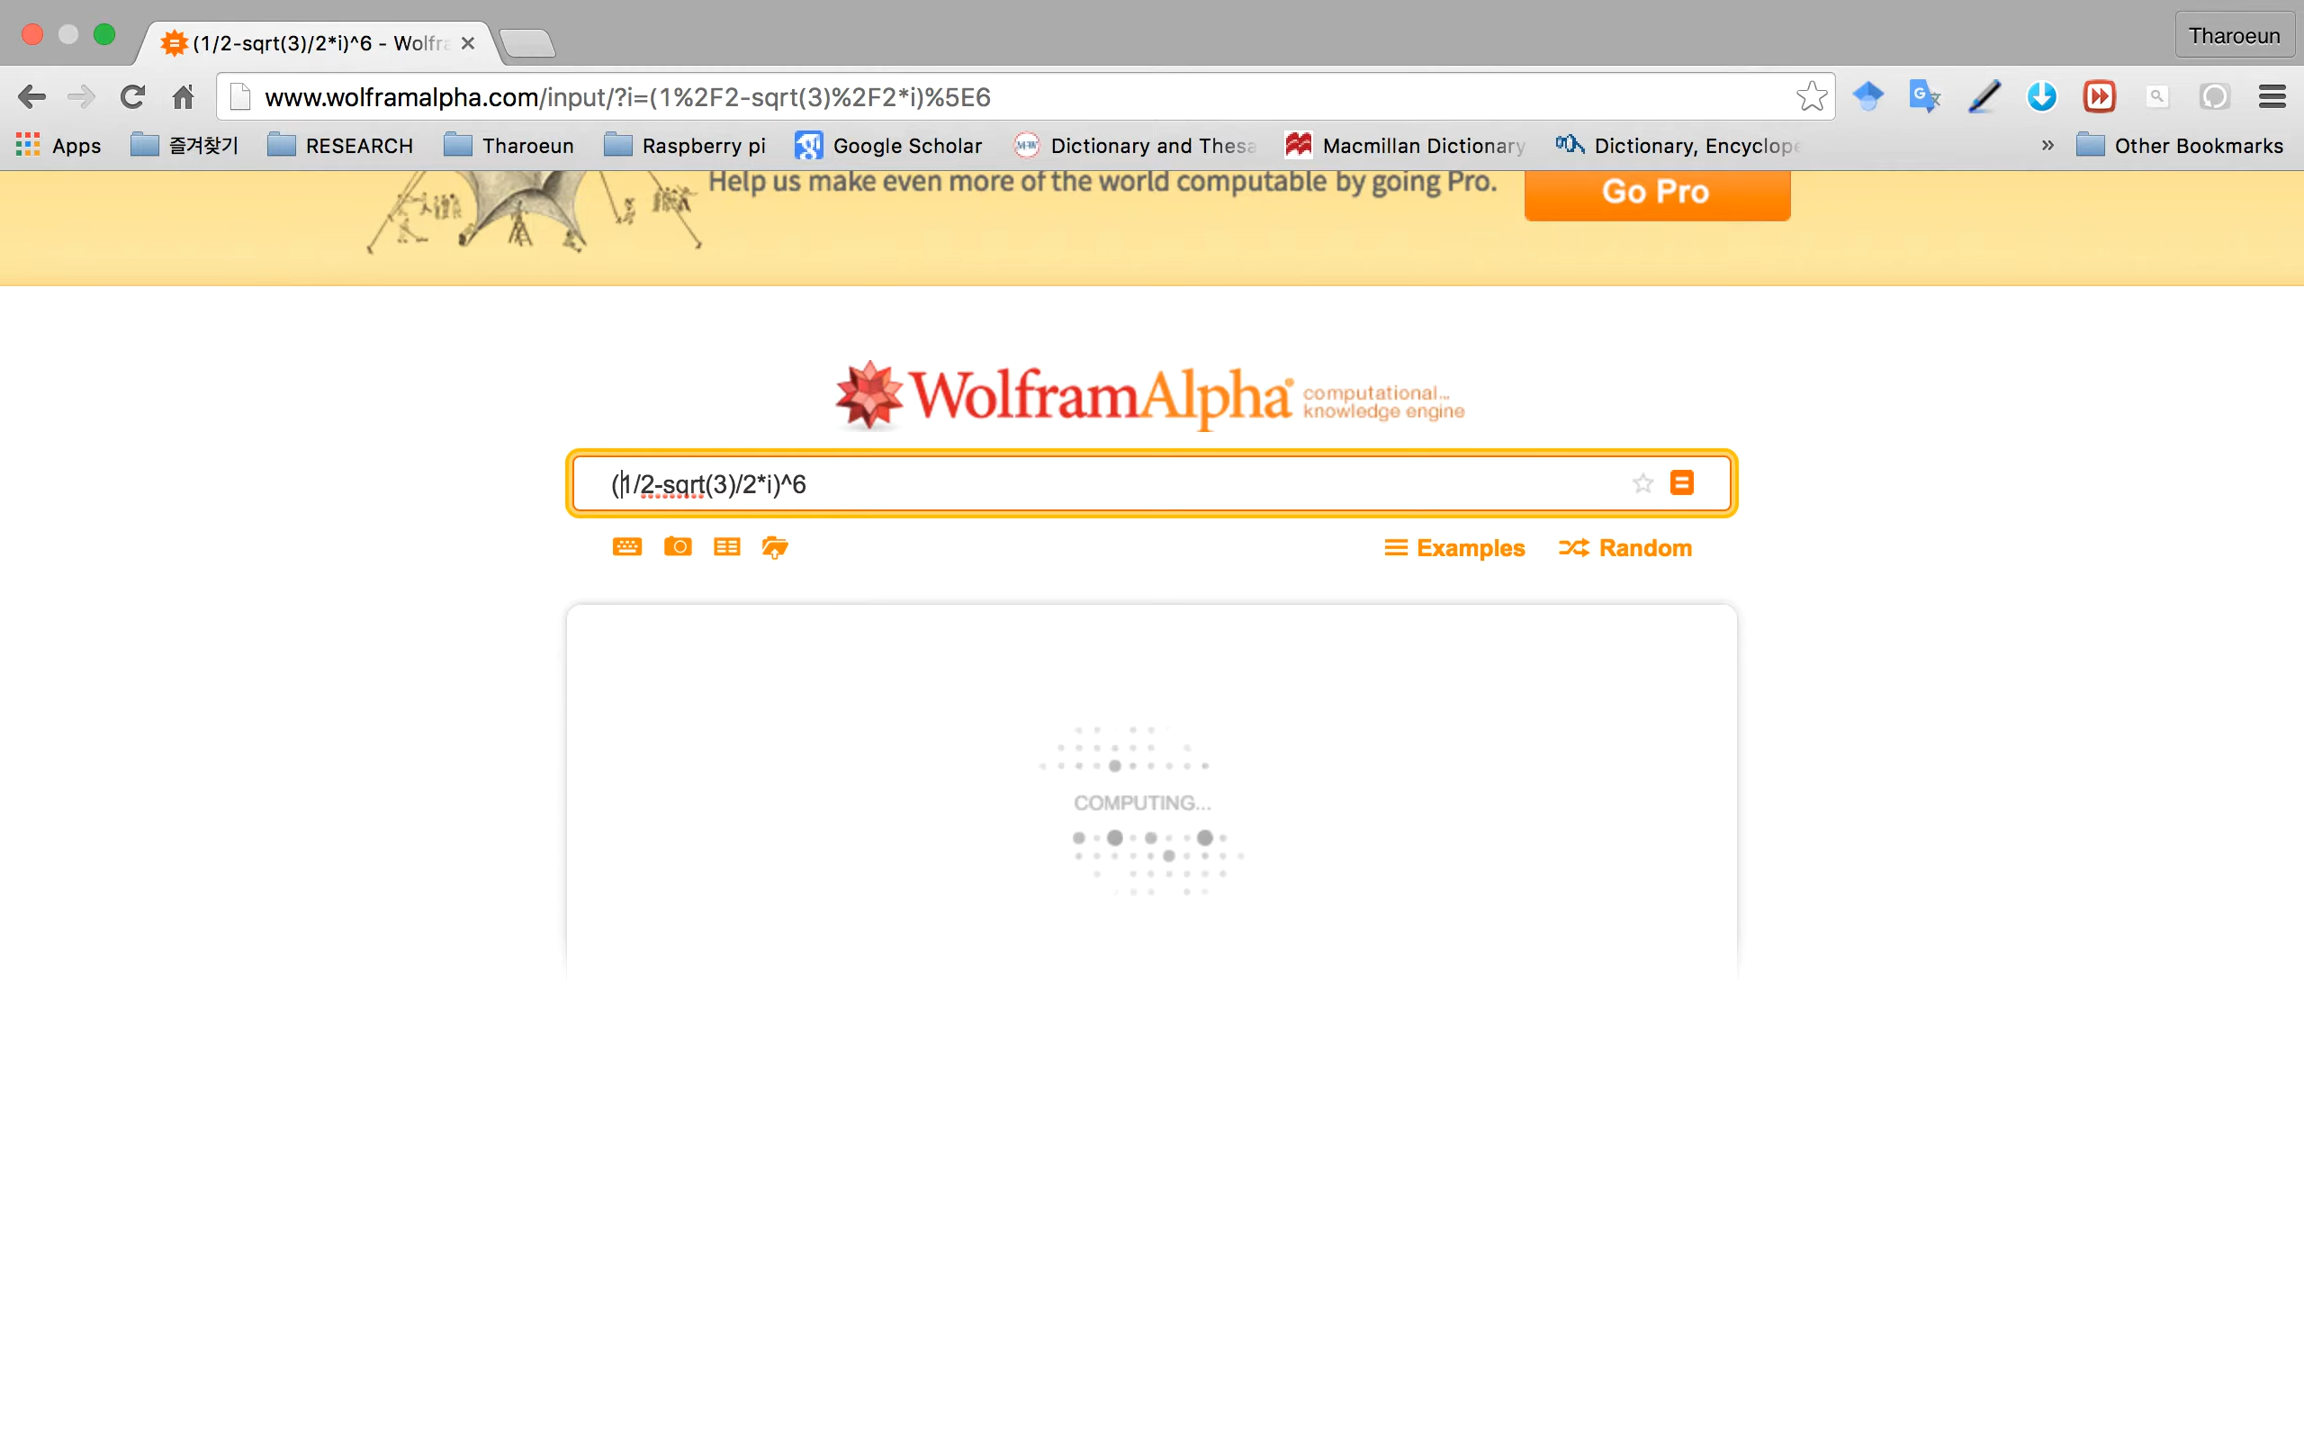 (1/2-sqrt(3)/2*i)^6 - Wolfra
Tharoeun
www.wolframalpha.com/input/?i=(1%2F2-sqrt(3)%2F2*i)%5E6
Apps 즐겨찾기 RESEARCH Tharoeun Raspberry pi Google Scholar Dictionary and Thesa Macmillan Dictionary Dictionary, Encyclope » Other Bookmarks
Help us make even more of the world computable by going Pro. Go Pro
WolframAlpha computational... knowledge engine
(1/2-sqrt(3)/2*i)^6
Examples Random
COMPUTING...